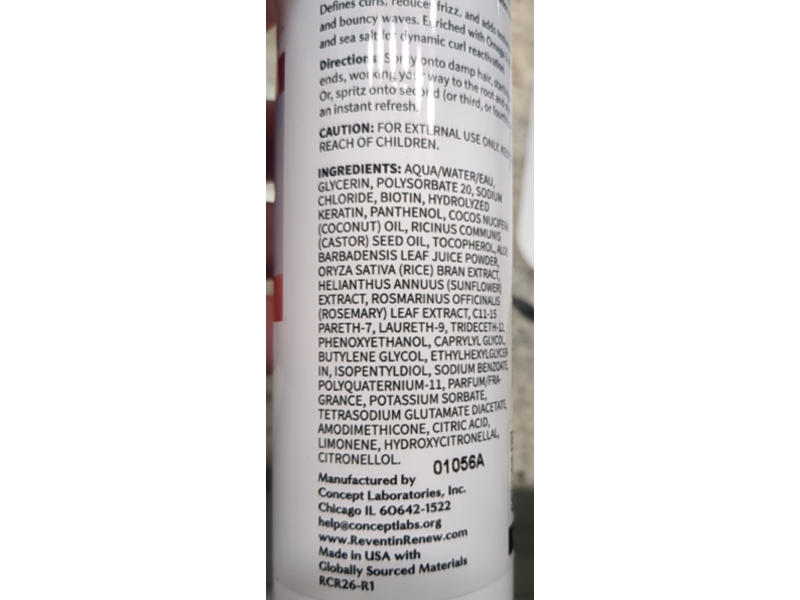 Defines curls, reduces frizz, and adds
and bouncy waves. Enriched with Omega
and sea salt for dynamic curl reactivation.
Directions: Spray onto damp hair,
ends, working your way to the root and
Or, spritz onto second (or third, or fourth)
an instant refresh.
CAUTION: FOR EXTERNAL USE ONLY. KEEP
REACH OF CHILDREN.
INGREDIENTS: AQUA/WATER/EAU,
GLYCERIN, POLYSORBATE 20, SODIUM
CHLORIDE, BIOTIN, HYDROLYZED
KERATIN, PANTHENOL, COCOS NUCIFERA
(COCONUT) OIL, RICINUS COMMUNIS
(CASTOR) SEED OIL, TOCOPHEROL, ALOE
BARBADENSIS LEAF JUICE POWDER,
ORYZA SATIVA (RICE) BRAN EXTRACT,
HELIANTHUS ANNUUS (SUNFLOWER)
EXTRACT, ROSMARINUS OFFICINALIS
(ROSEMARY) LEAF EXTRACT, C11-15
PARETH-7, LAURETH-9, TRIDECETH-12,
PHENOXYETHANOL, CAPRYLYL GLYCOL,
BUTYLENE GLYCOL, ETHYLHEXYLGLYCER-
IN, ISOPENTYLDIOL, SODIUM BENZOATE,
POLYQUATERNIUM-11, PARFUM/FRA-
GRANCE, POTASSIUM SORBATE,
TETRASODIUM GLUTAMATE DIACETATE,
AMODIMETHICONE, CITRIC ACID,
LIMONENE, HYDROXYCITRONELLAL,
CITRONELLOL.
01056A
Manufactured by
Concept Laboratories, Inc.
Chicago IL 60642-1522
help@conceptlabs.org
www.ReventinRenew.com
Made in USA with
Globally Sourced Materials
RCR26-R1